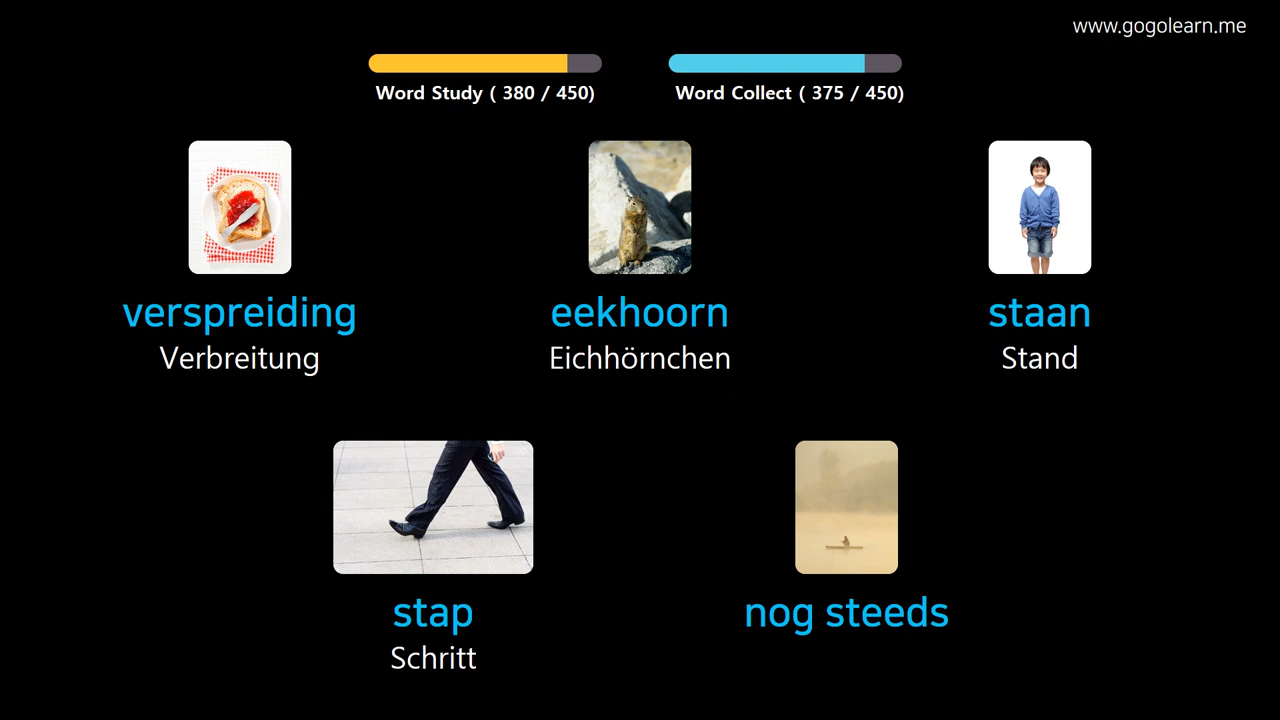 www.gogolearn.me
Word Study ( 380 / 450)
Word Collect ( 375 / 450)
verspreiding
Verbreitung
eekhoorn
Eichhörnchen
staan
Stand
stap
Schritt
nog steeds